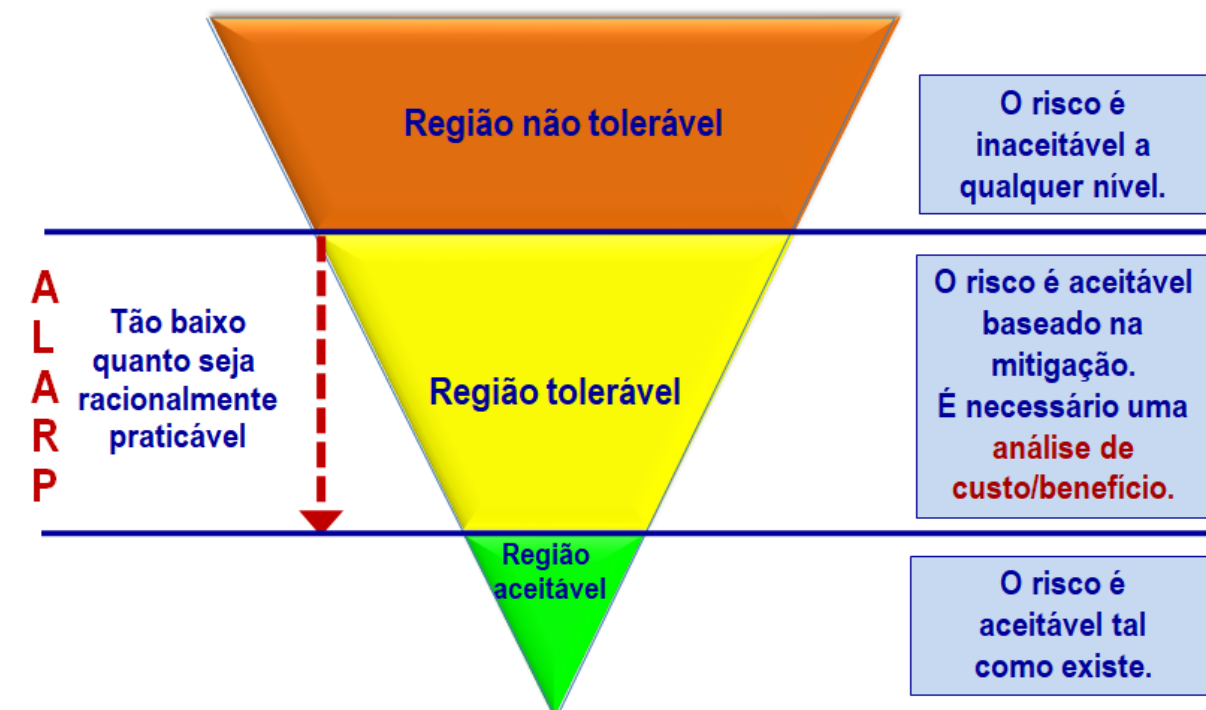 Região não tolerável
O risco é
inaceitável a
qualquer nível.
A
L
A
R
P
Tão baixo
quanto seja
racionalmente
praticável
Região tolerável
O risco é aceitável
baseado na
mitigação.
É necessário uma
análise de
custo/benefício.
Região
aceitável
O risco é
aceitável tal
como existe.